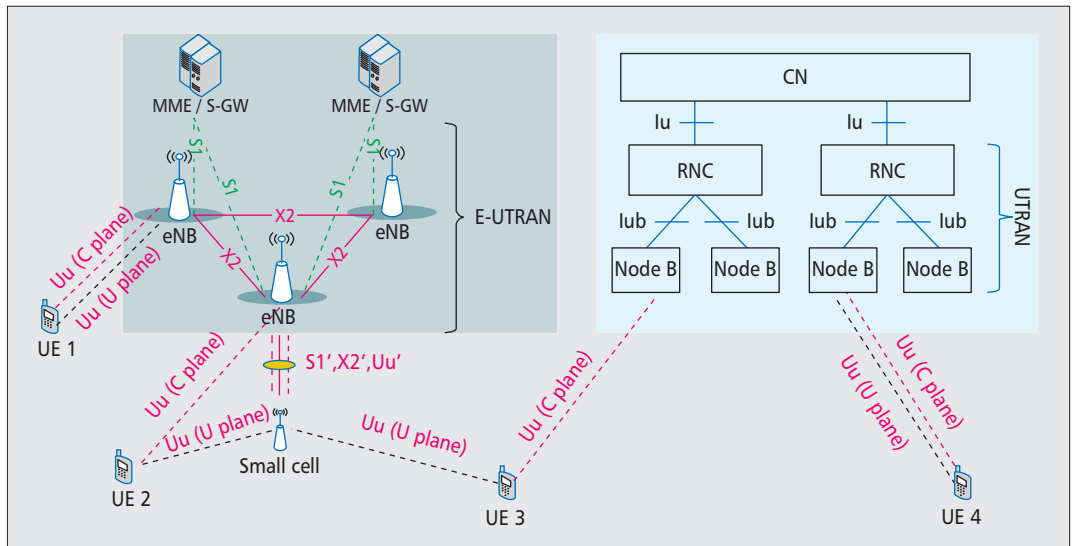 MME / S-GW
MME / S-GW
S1
S1
S1
S1
X2
eNB
eNB
X2
X2
eNB
E-UTRAN
Uu (C plane)
Uu (U plane)
UE 1
S1’,X2’,Uu’
Uu (C plane)
Uu (U plane)
Small cell
UE 2
Uu (U plane)
UE 3
Uu (C plane)
CN
Iu
Iu
RNC
RNC
Iub
Iub
Iub
Iub
Node B
Node B
Node B
Node B
UTRAN
Uu (C plane)
Uu (U plane)
UE 4